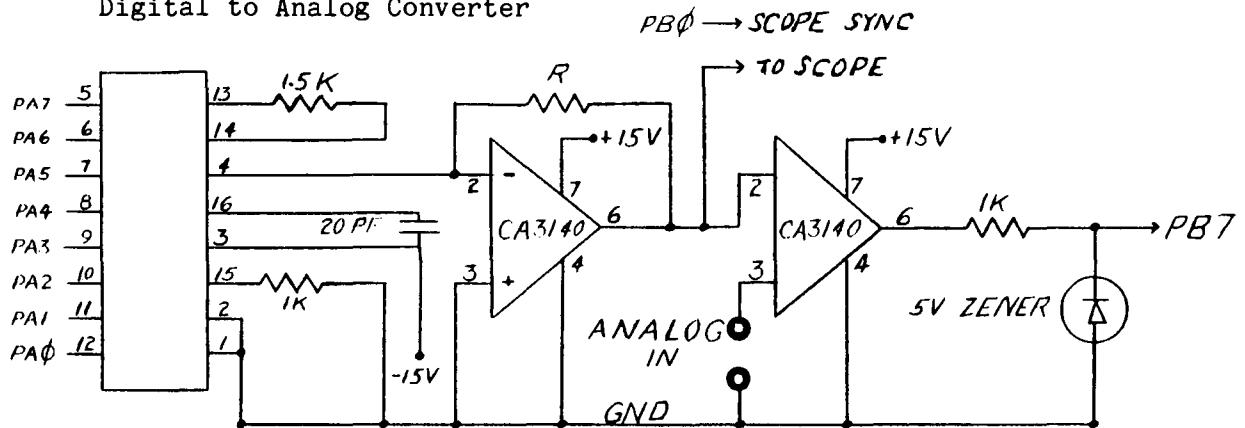 Digital to Analog Converter
PBØ → SCOPE SYNC
→ TO SCOPE
PA7 5
PA6 6
PA5 7
PA4 8
PA3 9
PA2 10
PA1 11
PAØ 12
13 1.5K
14
4
16 20 PF
3
15 1K
2
1
-15V
R
+15V
2 -
7
CA3140
6
3 +
4
+15V
2
7
CA3140
6
3
4
ANALOG
IN
GND
1K
PB7
5V ZENER